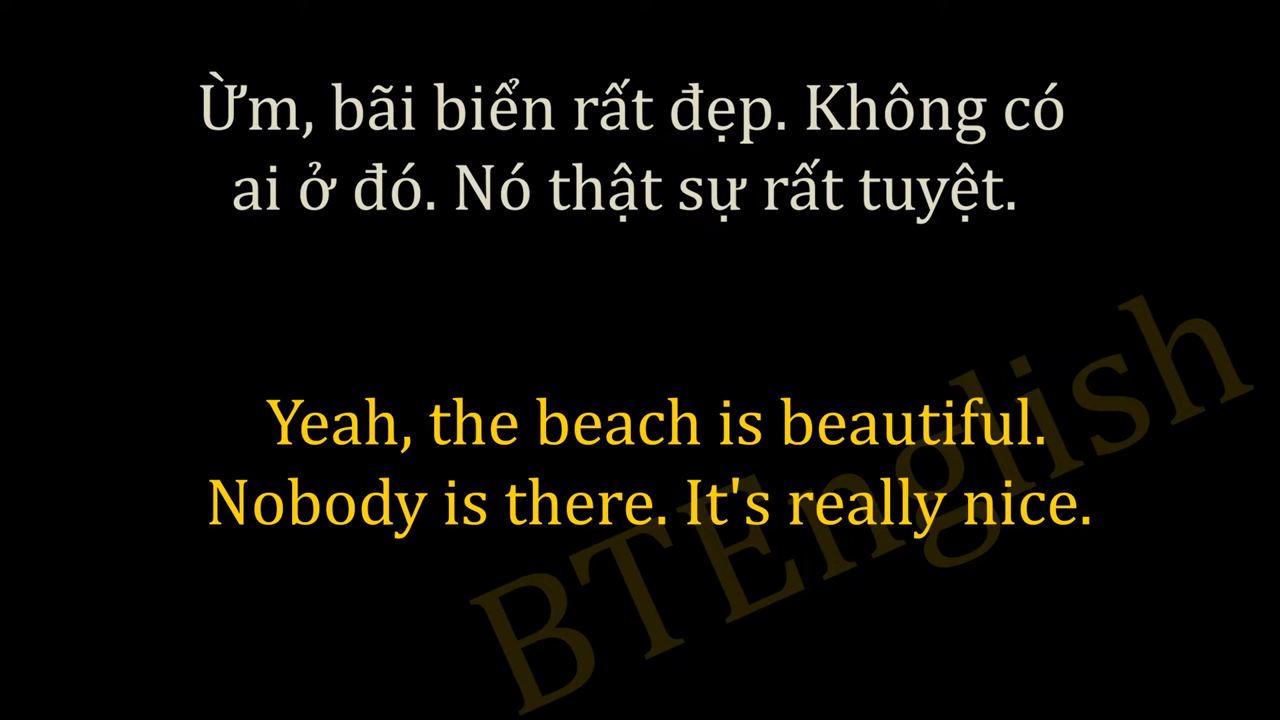 Ừm, bãi biển rất đẹp. Không có
ai ở đó. Nó thật sự rất tuyệt.
Yeah, the beach is beautiful.
Nobody is there. It's really nice.
BTEnglish